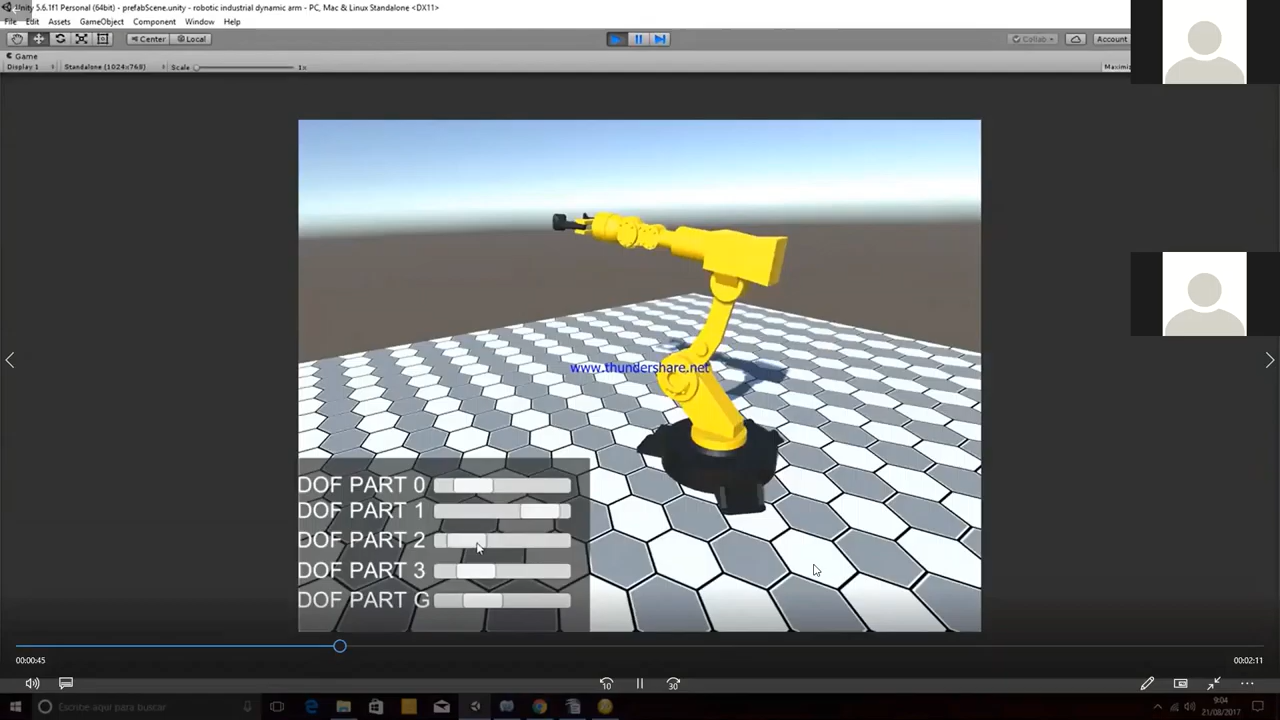 Unity 5.6.1f1 Personal (64bit) - prefabScene.unity - robotic industrial dynamic arm - PC, Mac & Linux Standalone <DX11>
File Edit Assets GameObject Component Window Help
Center Local Collab Account
Game
Display 1 Standalone (1024x768) Scale 1x
www.thundershare.net
DOF PART 0
DOF PART 1
DOF PART 2
DOF PART 3
DOF PART G
00:00:45 00:02:11
10 30
Escribe aquí para buscar
9:04
21/08/2017